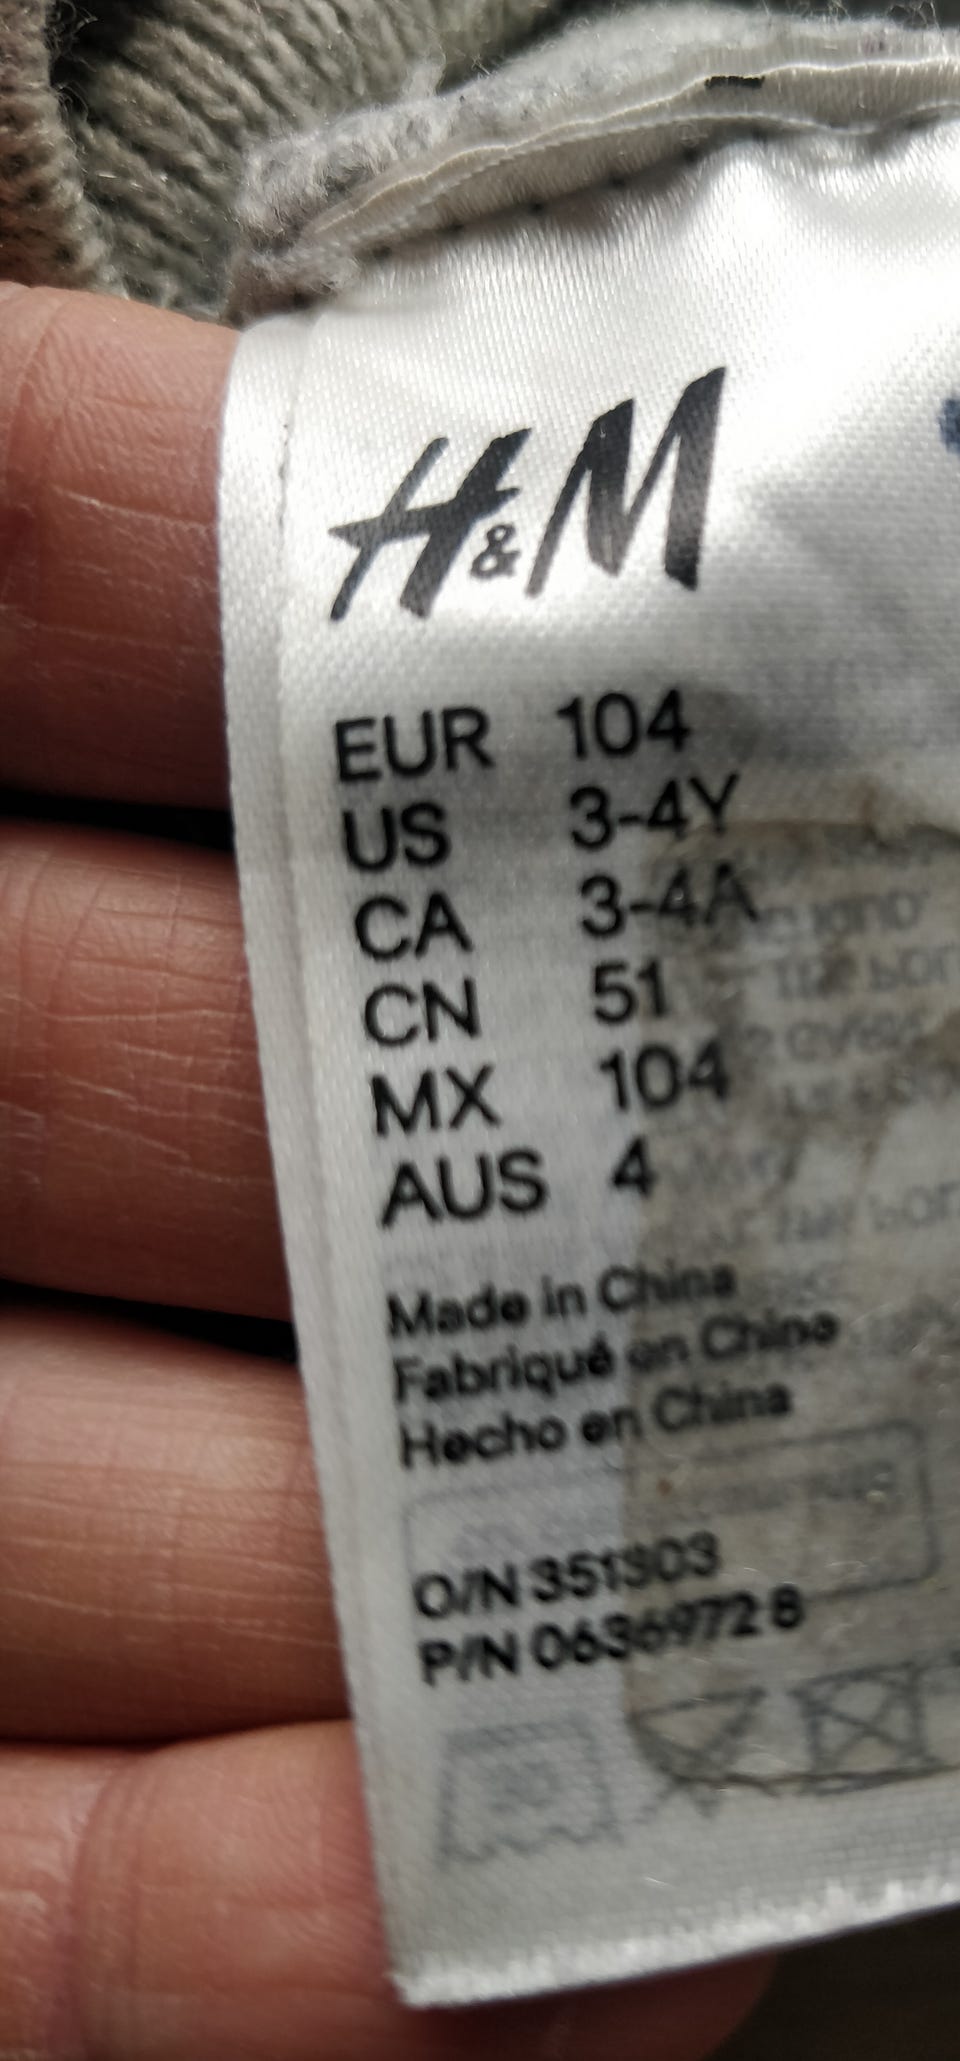 H&M
EUR 104
US 3-4Y
CA 3-4A
CN 51
MX 104
AUS 4
Made in China
Fabriqué en Chine
Hecho en China
O/N 351303
P/N 0636972 8